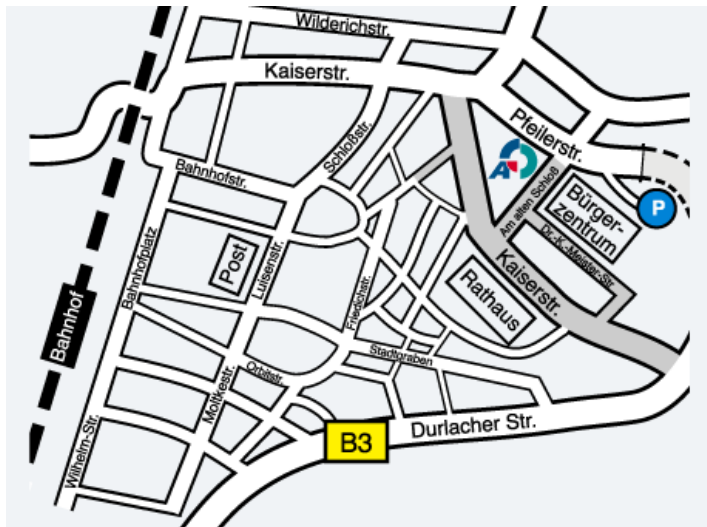 Wilderichstr.
Kaiserstr.
Pfeilerstr.
Schloßstr.
A
Bahnhofstr.
Am alten Schloß
Bürger-
zentrum
P
Dr.-K.-Meister-Str.
Post
Luisenstr.
Bahnhofplatz
Friedichstr.
Kaiserstr.
Rathaus
Bahnhof
Stadtgraben
Orbitstr.
Moltkestr.
Wilhelm-Str.
B3
Durlacher Str.